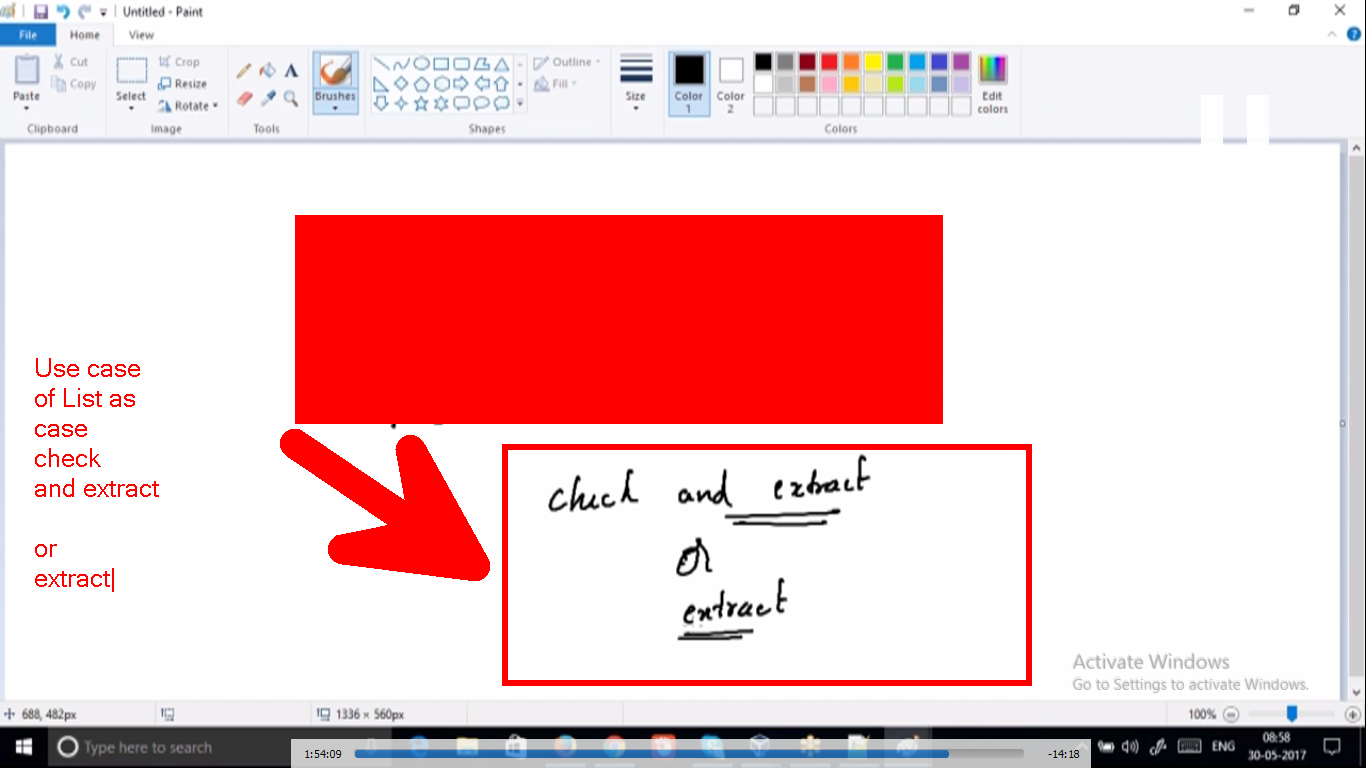 Untitled - Paint
File Home View
Paste
Cut
Copy
Clipboard
Select
Crop
Resize
Rotate
Image
Tools
Brushes
Shapes
Outline
Fill
Size
Color 1
Color 2
Colors
Edit colors
Use case
of List as
case
check
and extract
or
extract
check and extract
or
extract
Activate Windows
Go to Settings to activate Windows.
688, 482px
1336 × 560px
100%
Type here to search
1:54:09
-14:18
ENG
08:58
30-05-2017